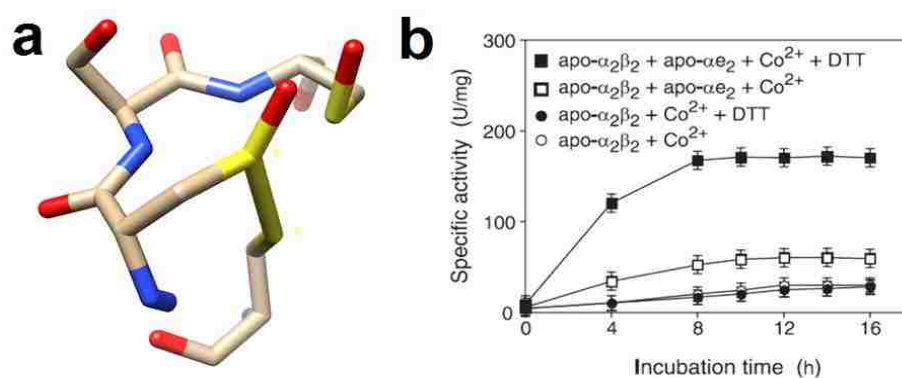 a
b
300
200
100
0
Specific activity (U/mg)
apo-α₂β₂ + apo-αe₂ + Co²⁺ + DTT
apo-α₂β₂ + apo-αe₂ + Co²⁺
apo-α₂β₂ + Co²⁺ + DTT
apo-α₂β₂ + Co²⁺
0 4 8 12 16
Incubation time (h)